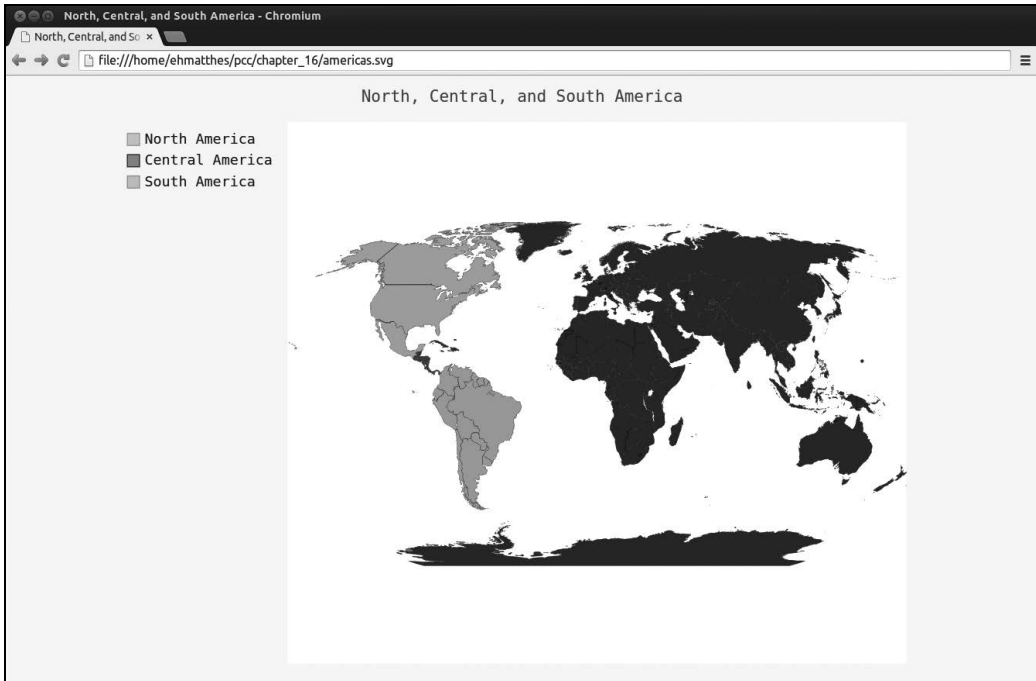 North, Central, and South America - Chromium
North, Central, and So
file:///home/ehmatthes/pcc/chapter_16/americas.svg
North, Central, and South America
North America
Central America
South America